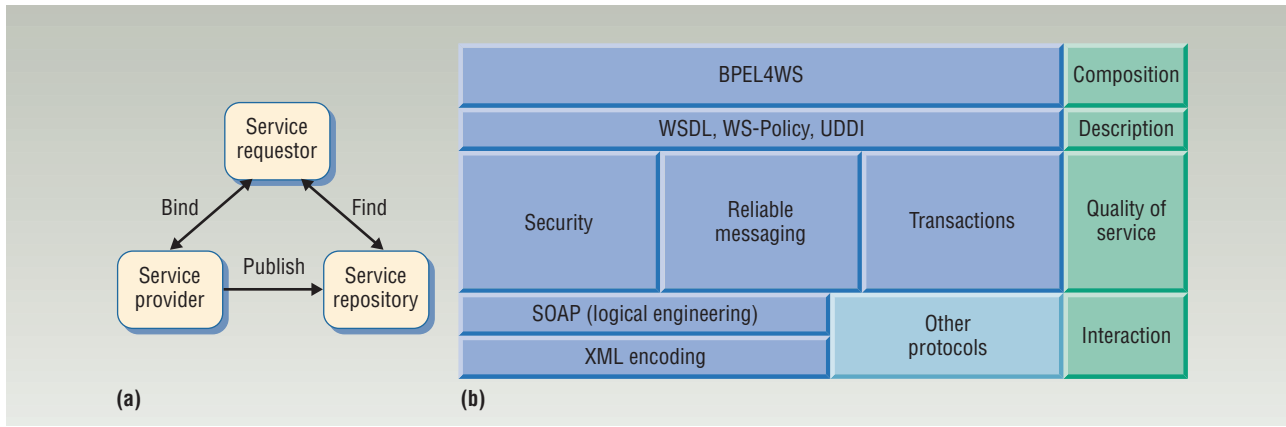 Service
requestor
Bind
Find
Service
provider
Publish
Service
repository
(a)
BPEL4WS
Composition
WSDL, WS-Policy, UDDI
Description
Security
Reliable
messaging
Transactions
Quality of
service
SOAP (logical engineering)
XML encoding
Other
protocols
Interaction
(b)